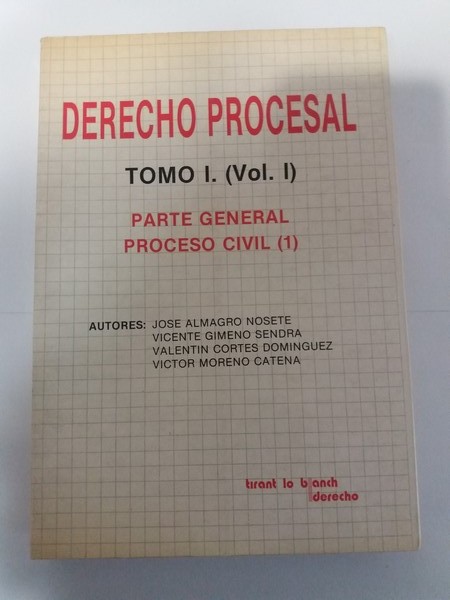 DERECHO PROCESAL
TOMO I. (Vol. I)
PARTE GENERAL
PROCESO CIVIL (1)
AUTORES: JOSE ALMAGRO NOSETE
VICENTE GIMENO SENDRA
VALENTIN CORTES DOMINGUEZ
VICTOR MORENO CATENA
tirant lo blanch
derecho